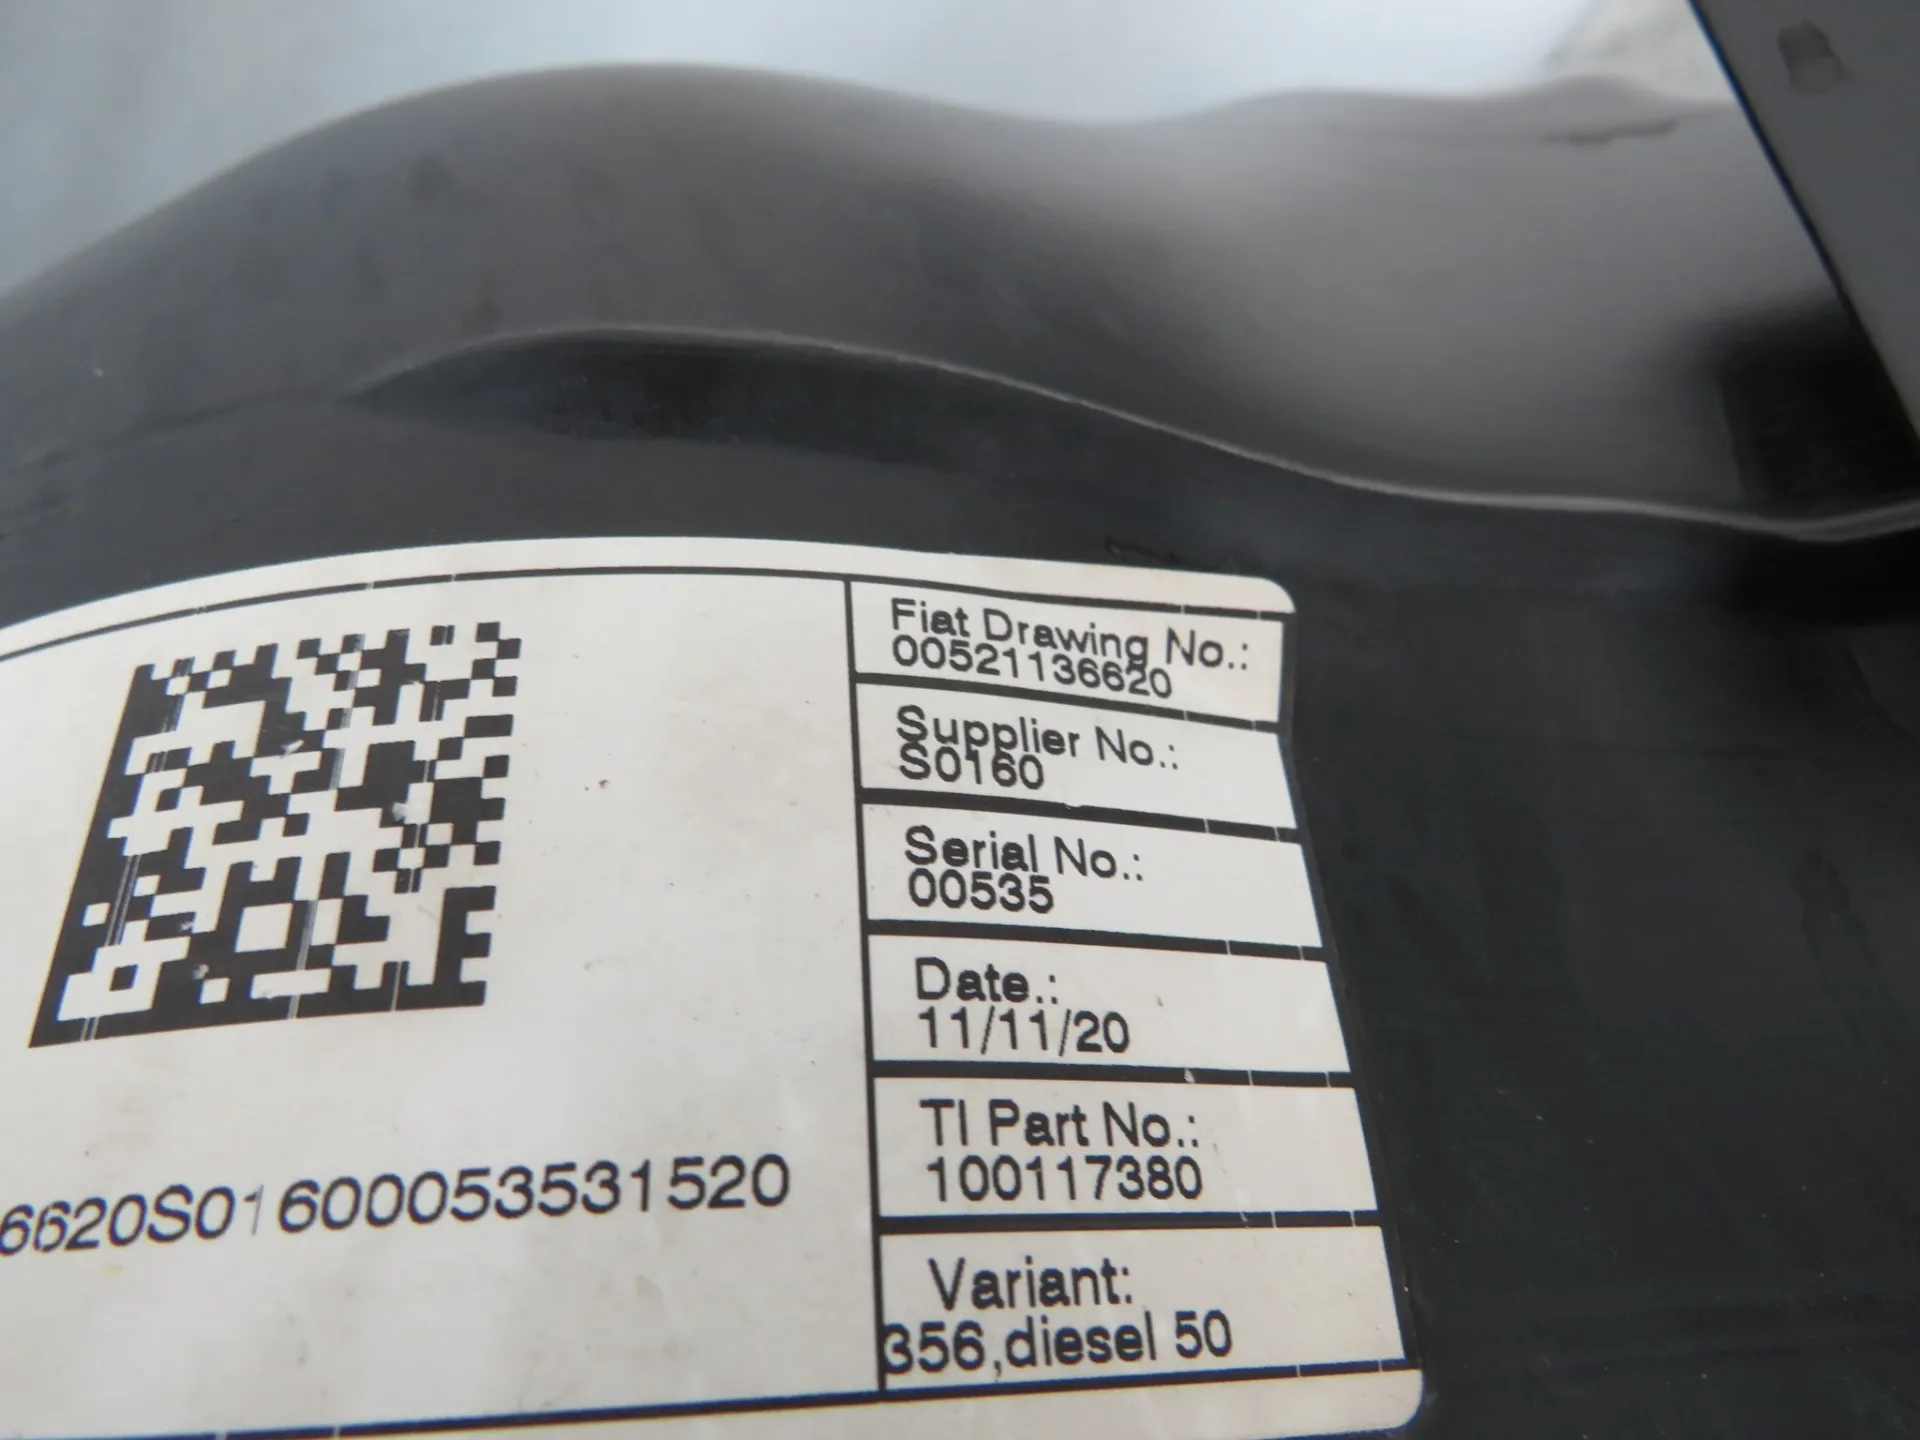 Fiat Drawing No.:
00521136620
Supplier No.:
S0160
Serial No.:
00535
Date.:
11/11/20
TI Part No.:
100117380
Variant:
356,diesel 50
6620S01600053531520